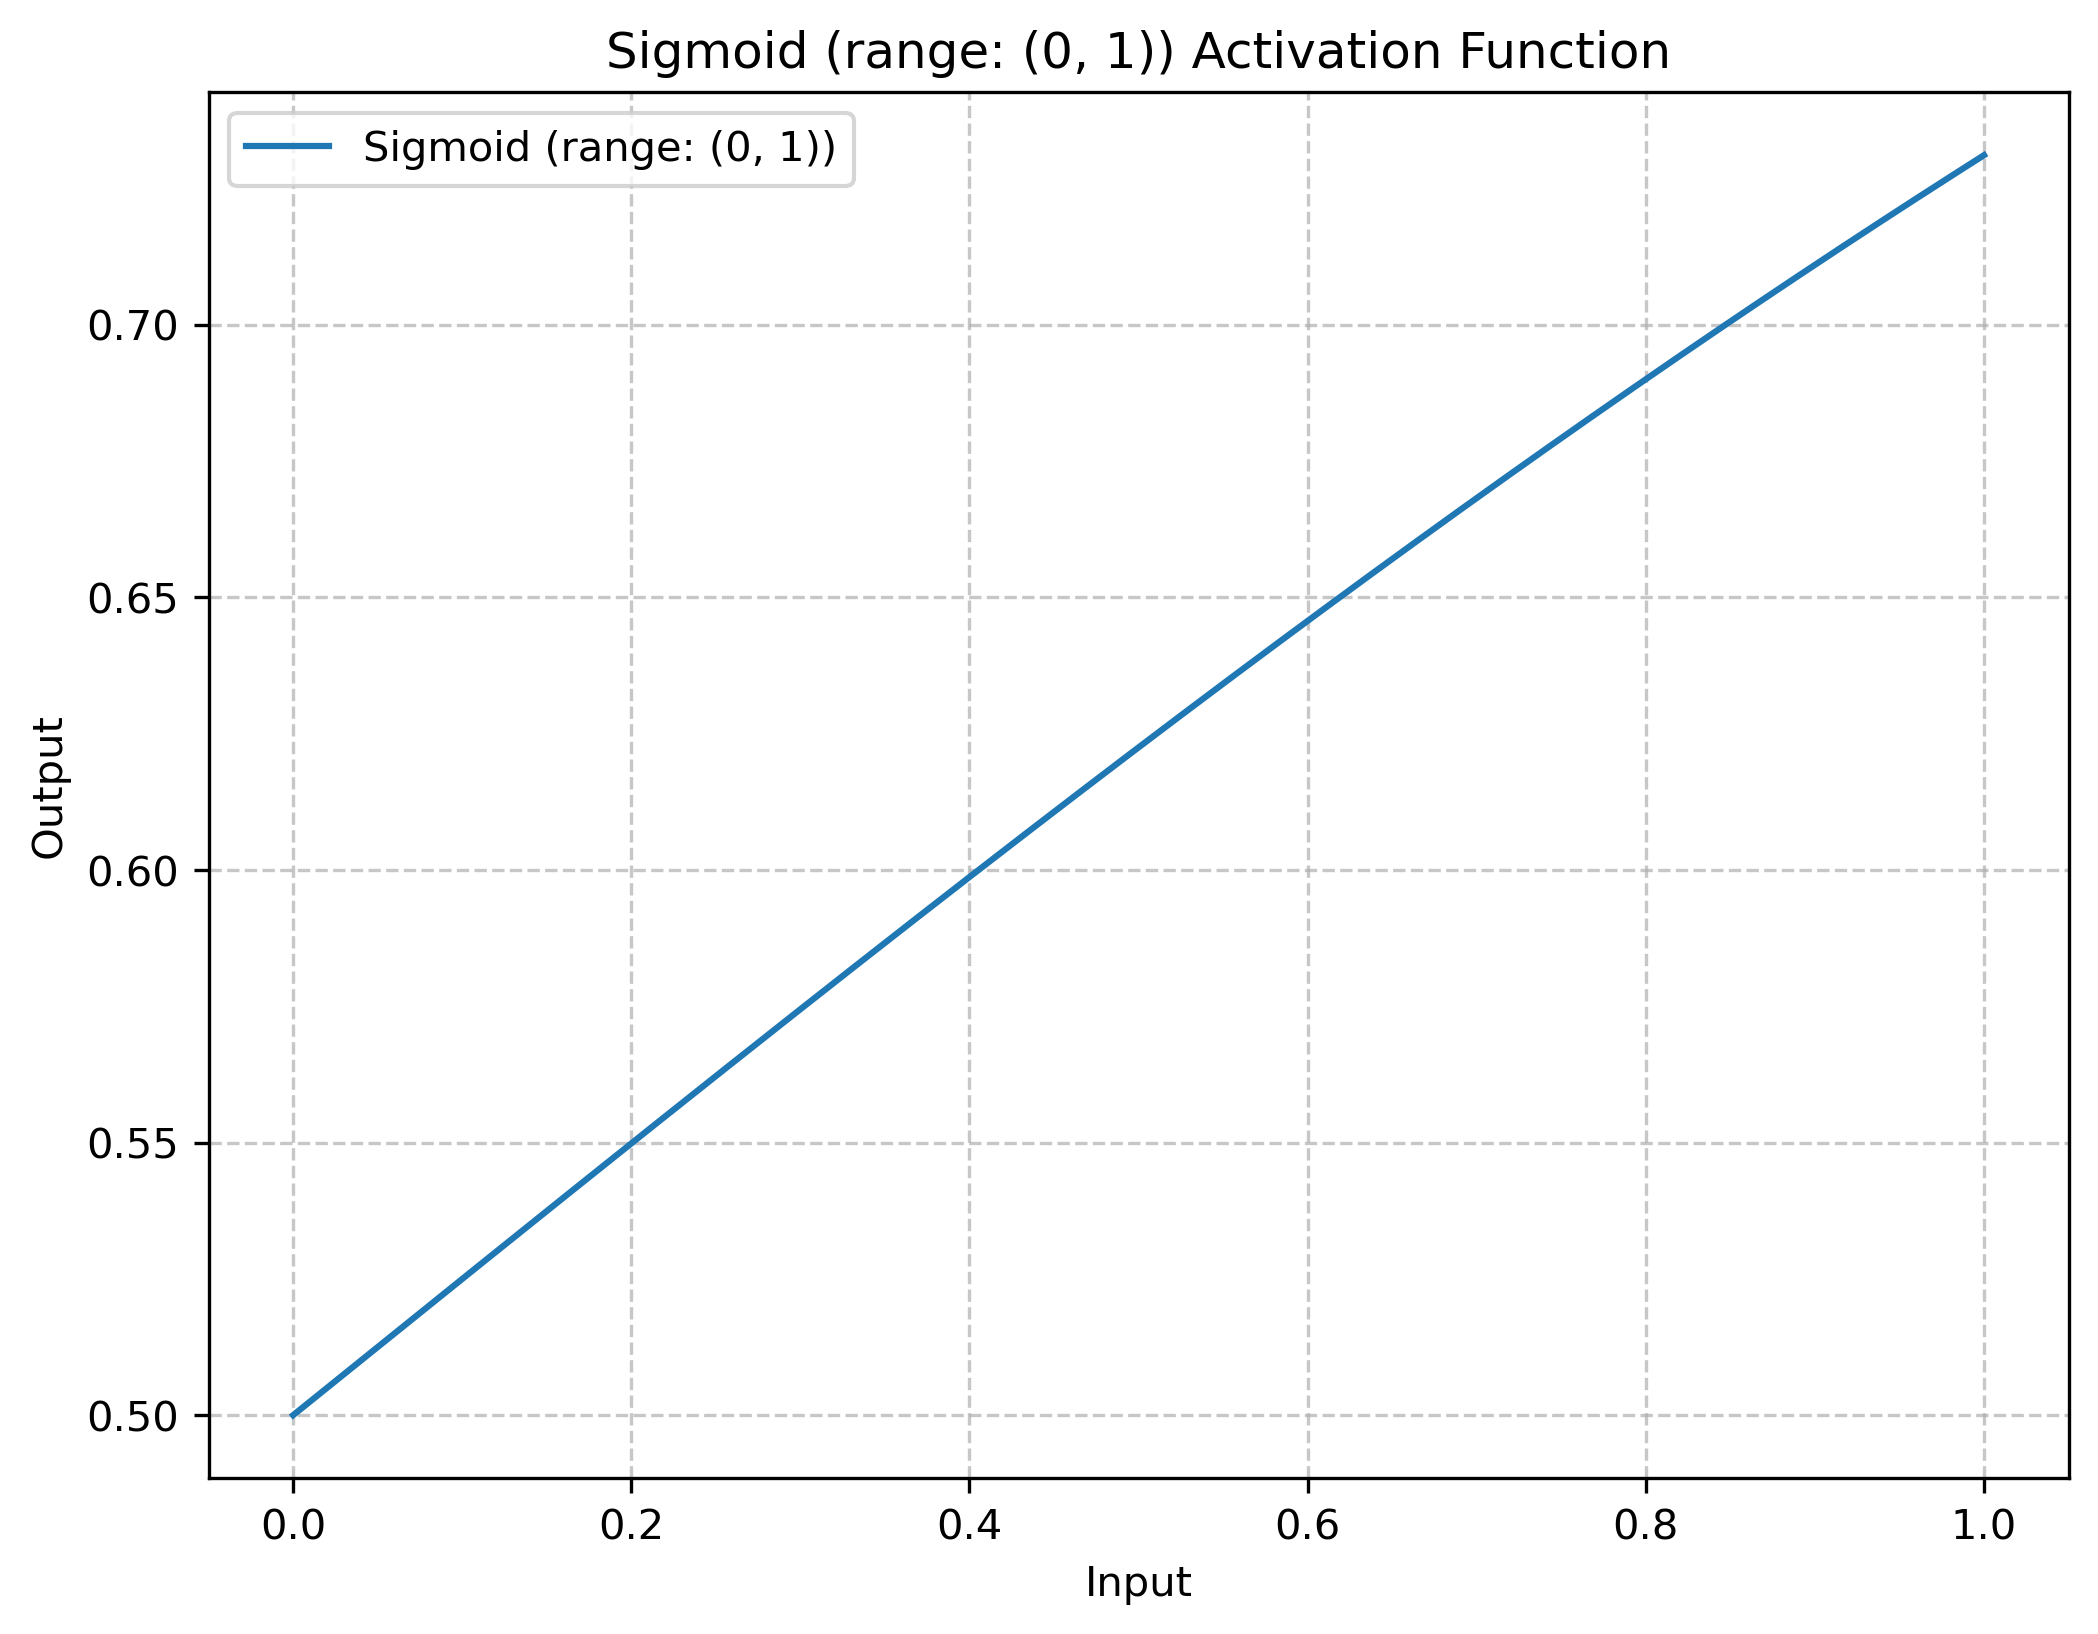 Sigmoid (range: (0, 1)) Activation Function
Sigmoid (range: (0, 1))
0.70
0.65
0.60
0.55
0.50
Output
0.0 0.2 0.4 0.6 0.8 1.0
Input